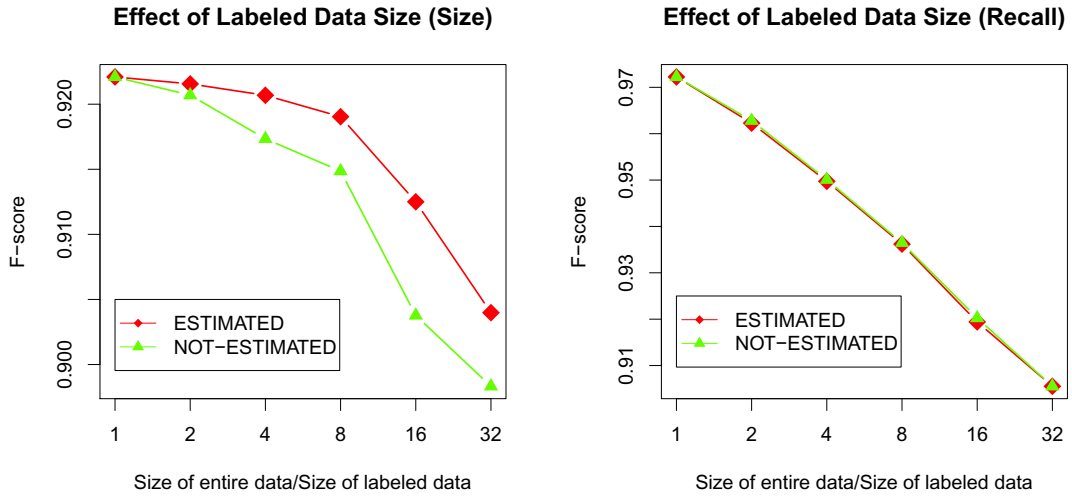 Effect of Labeled Data Size (Size)
F−score
0.920
0.910
0.900
ESTIMATED
NOT−ESTIMATED
1 2 4 8 16 32
Size of entire data/Size of labeled data
Effect of Labeled Data Size (Recall)
F−score
0.97
0.95
0.93
0.91
ESTIMATED
NOT−ESTIMATED
1 2 4 8 16 32
Size of entire data/Size of labeled data